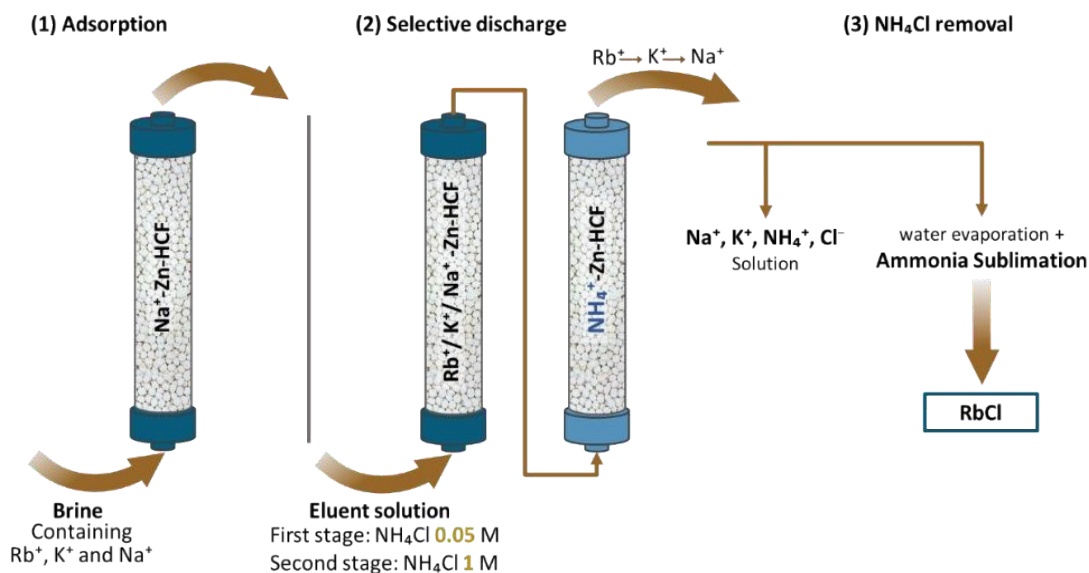 (1) Adsorption
(2) Selective discharge
(3) NH₄Cl removal
Rb⁺→ K⁺→ Na⁺
Na⁺-Zn-HCF
Rb⁺/ K⁺/ Na⁺ -Zn-HCF
NH₄⁺-Zn-HCF
Na⁺, K⁺, NH₄⁺, Cl⁻
Solution
water evaporation +
Ammonia Sublimation
RbCl
Brine
Containing
Rb⁺, K⁺ and Na⁺
Eluent solution
First stage: NH₄Cl 0.05 M
Second stage: NH₄Cl 1 M